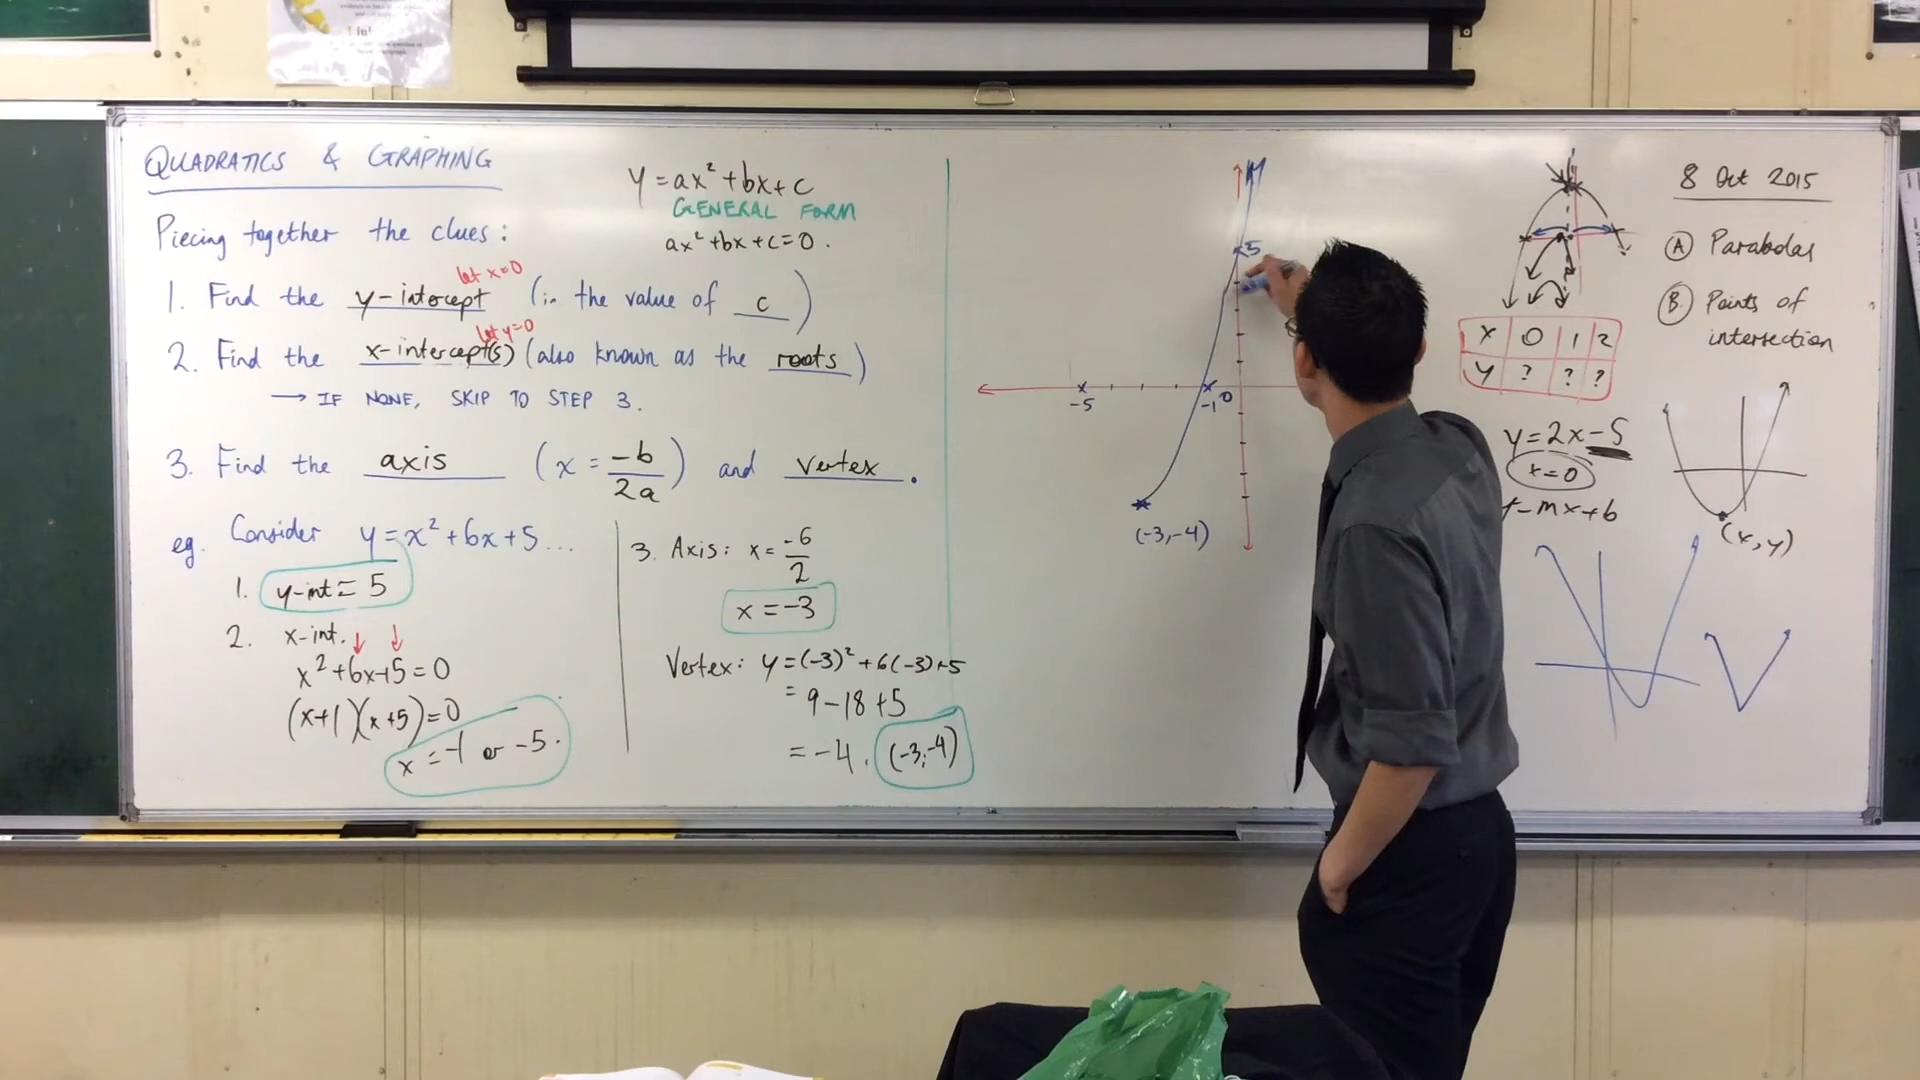 QUADRATICS & GRAPHING
Piecing together the clues:
let x=0
1. Find the y-intercept (i.e. the value of c)
let y=0
2. Find the x-intercept(s) (also known as the roots)
→ IF NONE, SKIP TO STEP 3.
3. Find the axis (x = -b/2a) and vertex.
y = ax² + bx + c
GENERAL FORM
ax² + bx + c = 0.
eg. Consider y = x² + 6x + 5 ...
1. y-int = 5
2. x-int.
x² + 6x + 5 = 0
(x+1)(x+5) = 0
x = -1 or -5.
3. Axis: x = -6/2
x = -3
Vertex: y = (-3)² + 6(-3) + 5
= 9 - 18 + 5
= -4. (-3,-4)
5
-5
-1
0
(-3,-4)
8 Oct 2015
Ⓐ Parabolas
Ⓑ Points of
intersection
x 0 1 2
y ? ? ?
y = 2x - 5
x = 0
mx + b
(x, y)